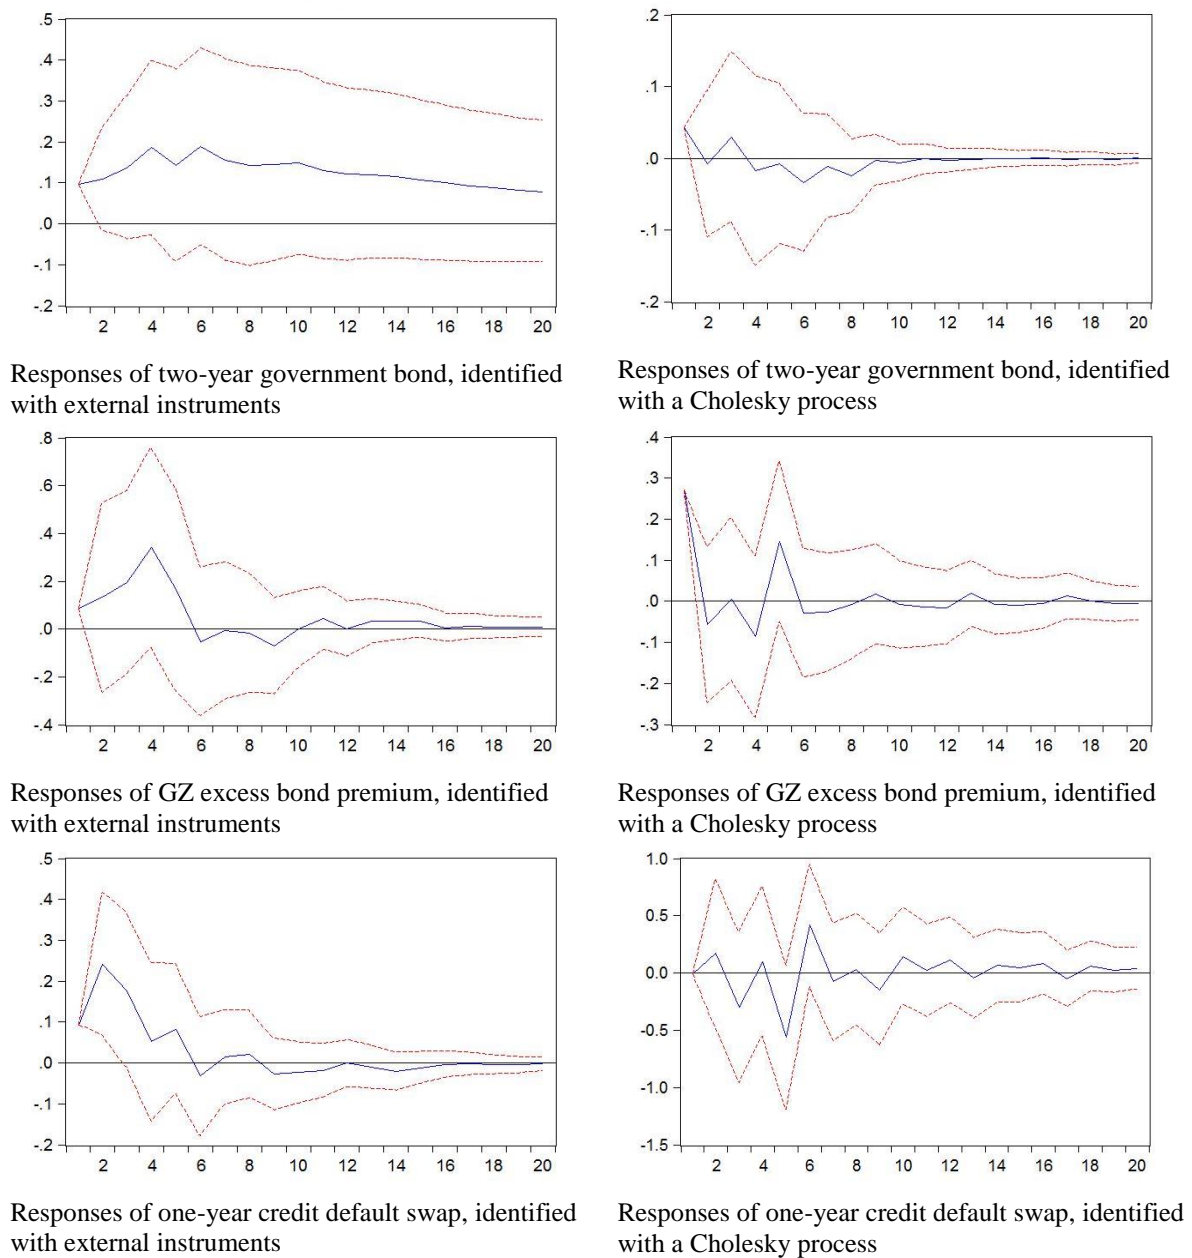 .5
.4
.3
.2
.1
.0
-.1
-.2
2 4 6 8 10 12 14 16 18 20
Responses of two-year government bond, identified
with external instruments
.2
.1
.0
-.1
-.2
2 4 6 8 10 12 14 16 18 20
Responses of two-year government bond, identified
with a Cholesky process
.8
.6
.4
.2
.0
-.2
-.4
2 4 6 8 10 12 14 16 18 20
Responses of GZ excess bond premium, identified
with external instruments
.4
.3
.2
.1
.0
-.1
-.2
-.3
2 4 6 8 10 12 14 16 18 20
Responses of GZ excess bond premium, identified
with a Cholesky process
.5
.4
.3
.2
.1
.0
-.1
-.2
2 4 6 8 10 12 14 16 18 20
Responses of one-year credit default swap, identified
with external instruments
1.0
0.5
0.0
-0.5
-1.0
-1.5
2 4 6 8 10 12 14 16 18 20
Responses of one-year credit default swap, identified
with a Cholesky process